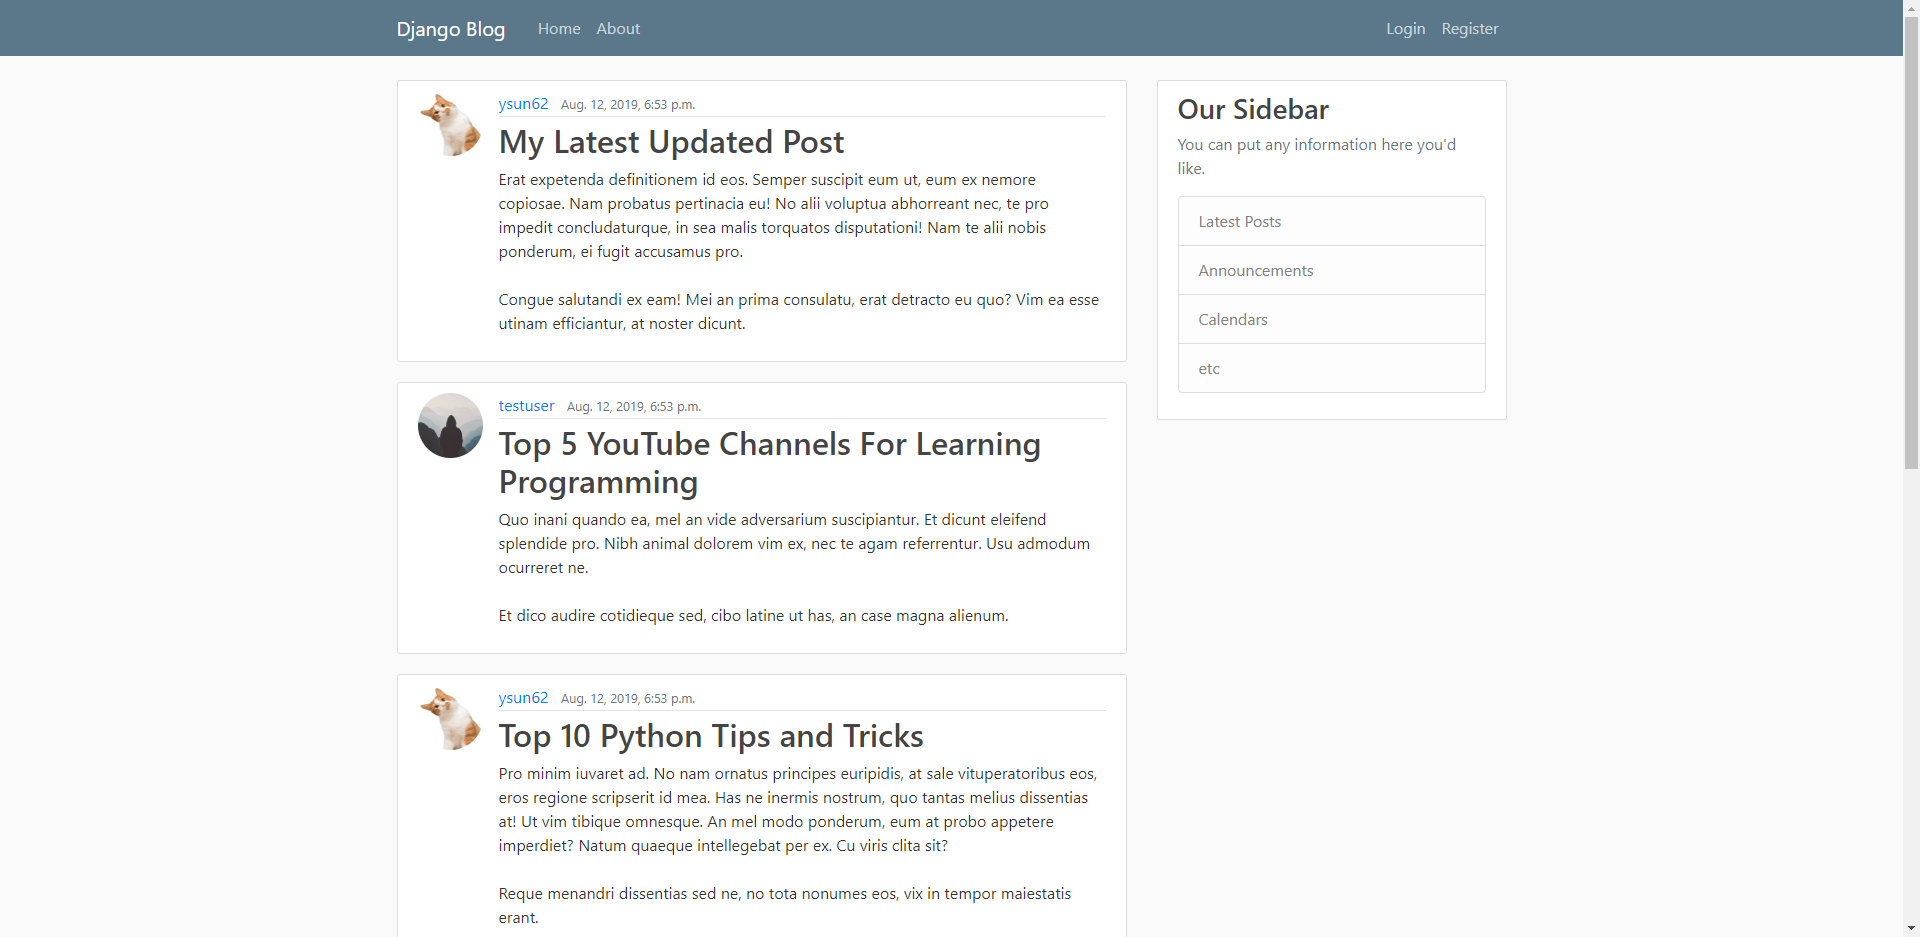 Django Blog Home About Login Register
ysun62 Aug. 12, 2019, 6:53 p.m.
My Latest Updated Post
Erat expetenda definitionem id eos. Semper suscipit eum ut, eum ex nemore
copiosae. Nam probatus pertinacia eu! No alii voluptua abhorreant nec, te pro
impedit concludaturque, in sea malis torquatos disputationi! Nam te alii nobis
ponderum, ei fugit accusamus pro.
Congue salutandi ex eam! Mei an prima consulatu, erat detracto eu quo? Vim ea esse
utinam efficiantur, at noster dicunt.
testuser Aug. 12, 2019, 6:53 p.m.
Top 5 YouTube Channels For Learning
Programming
Quo inani quando ea, mel an vide adversarium suscipiantur. Et dicunt eleifend
splendide pro. Nibh animal dolorem vim ex, nec te agam referrentur. Usu admodum
ocurreret ne.
Et dico audire cotidieque sed, cibo latine ut has, an case magna alienum.
ysun62 Aug. 12, 2019, 6:53 p.m.
Top 10 Python Tips and Tricks
Pro minim iuvaret ad. No nam ornatus principes euripidis, at sale vituperatoribus eos,
eros regione scripserit id mea. Has ne inermis nostrum, quo tantas melius dissentias
at! Ut vim tibique omnesque. An mel modo ponderum, eum at probo appetere
imperdiet? Natum quaeque intellegebat per ex. Cu viris clita sit?
Reque menandri dissentias sed ne, no tota nonumes eos, vix in tempor maiestatis
erant.
Our Sidebar
You can put any information here you'd
like.
Latest Posts
Announcements
Calendars
etc